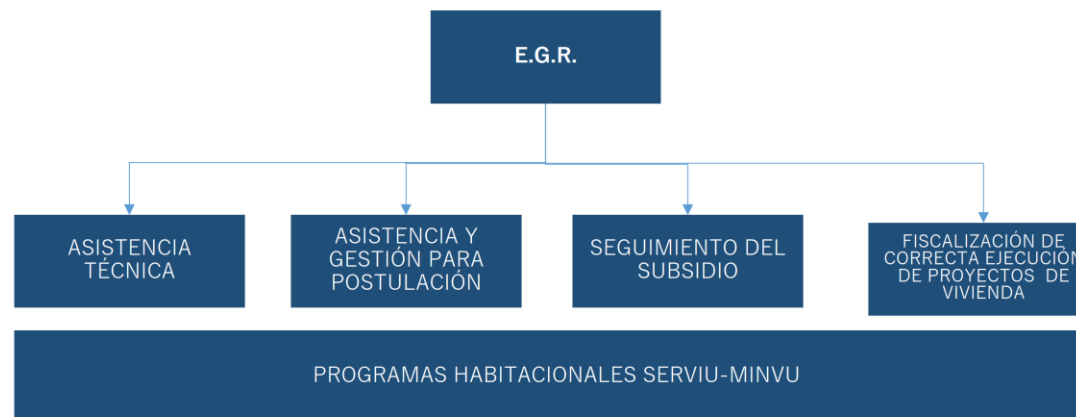 E.G.R.
ASISTENCIA
TÉCNICA
ASISTENCIA Y
GESTIÓN PARA
POSTULACIÓN
SEGUIMIENTO DEL
SUBSIDIO
FISCALIZACIÓN DE
CORRECTA EJECUCIÓN
DE PROYECTOS DE
VIVIENDA
PROGRAMAS HABITACIONALES SERVIU-MINVU